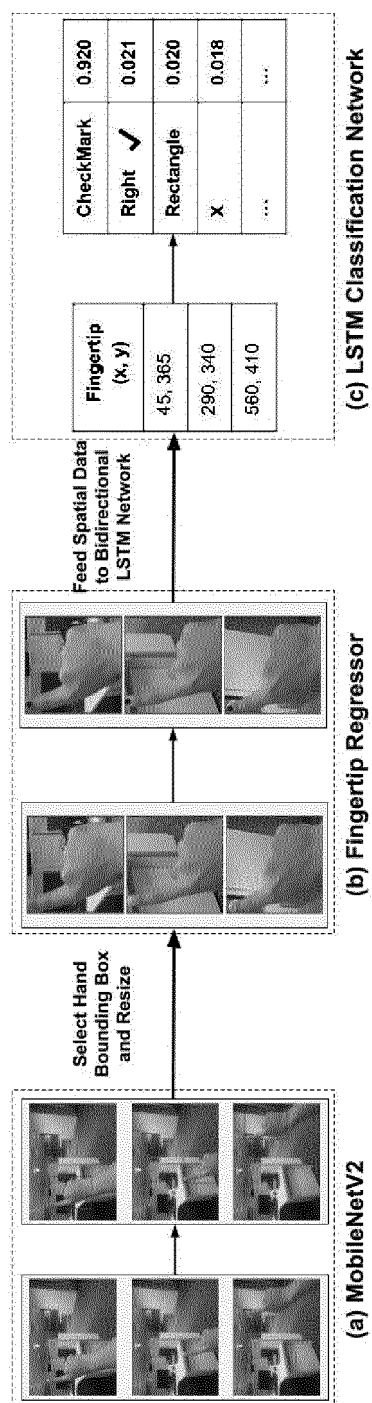 Select Hand
Bounding Box
and Resize
(a) MobileNetV2
(b) Fingertip Regressor
Feed Spatial Data
to Bidirectional
LSTM Network
Fingertip
(x, y)
45, 365
290, 340
560, 410
CheckMark 0.920
Right ✓ 0.021
Rectangle 0.020
X 0.018
... ...
(c) LSTM Classification Network